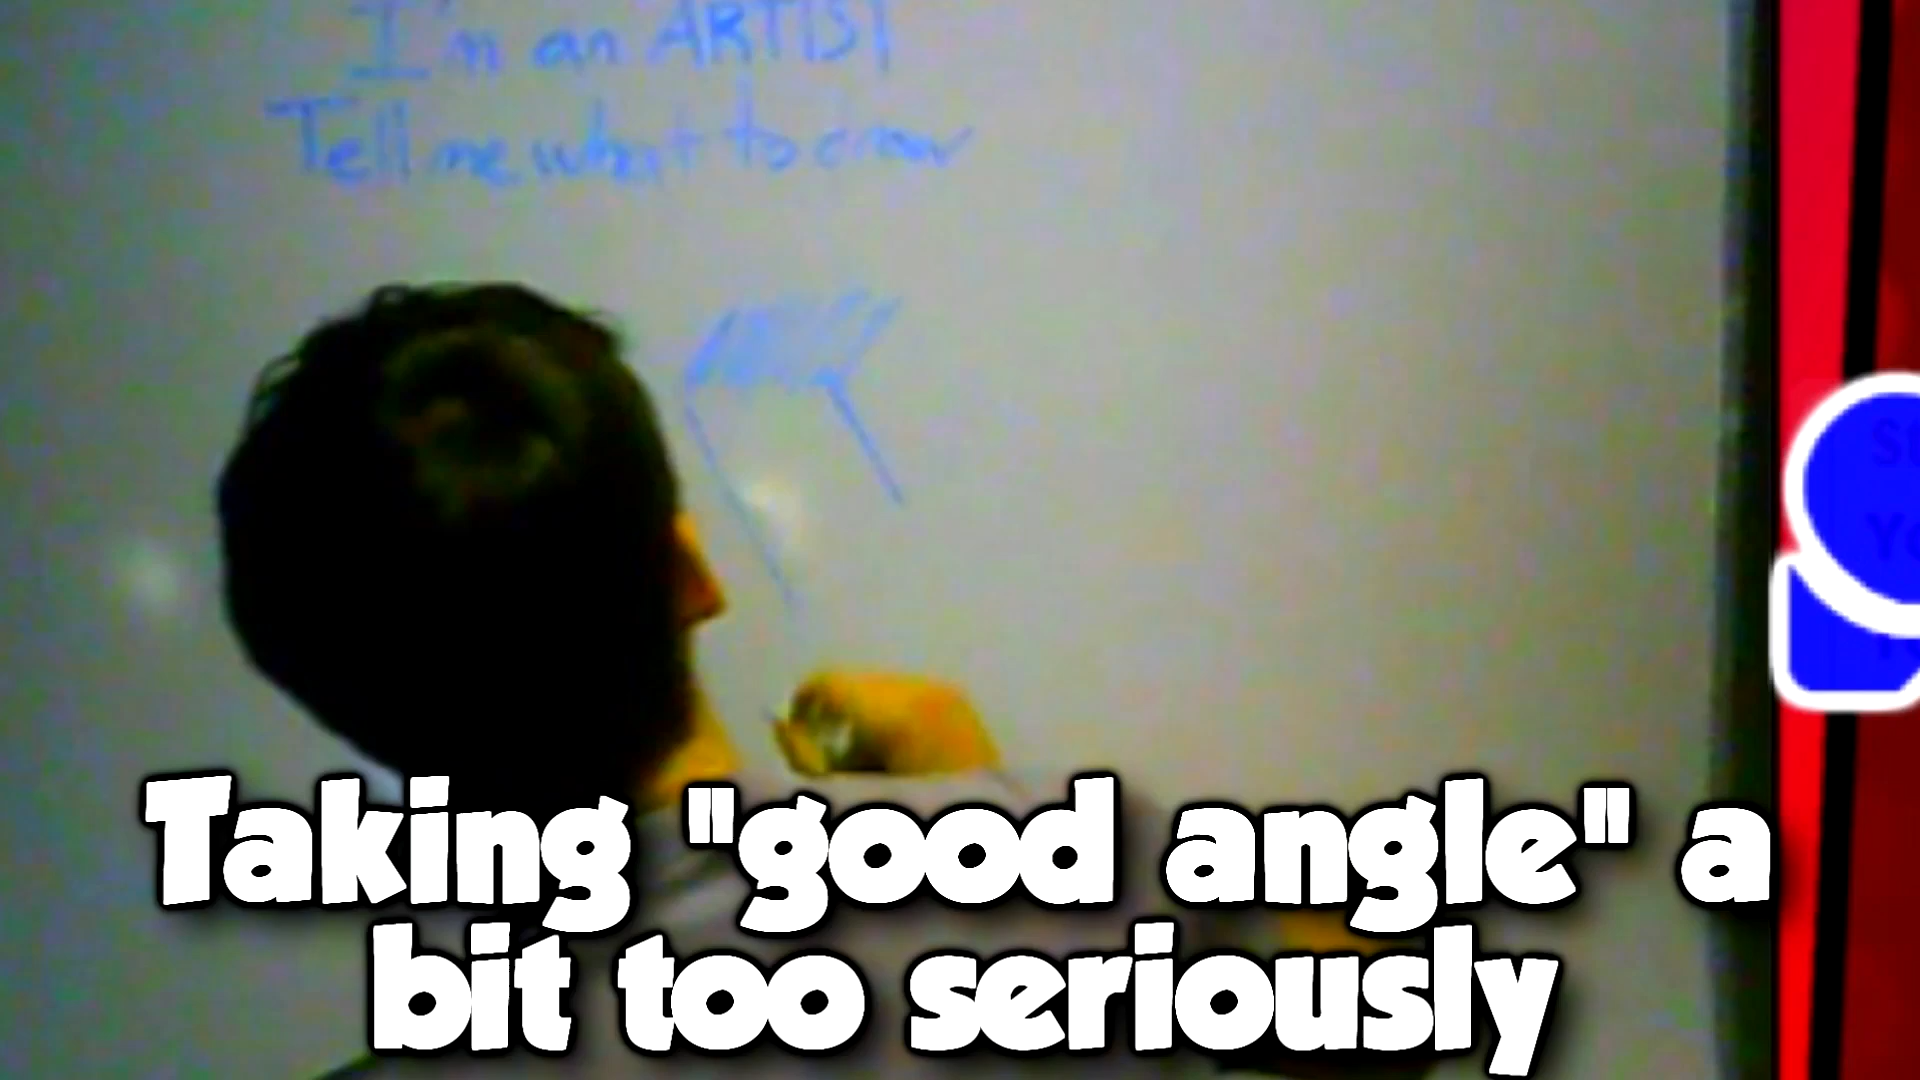 I'm an ARTIST
Tell me what to draw
Taking "good angle" a
bit too seriously